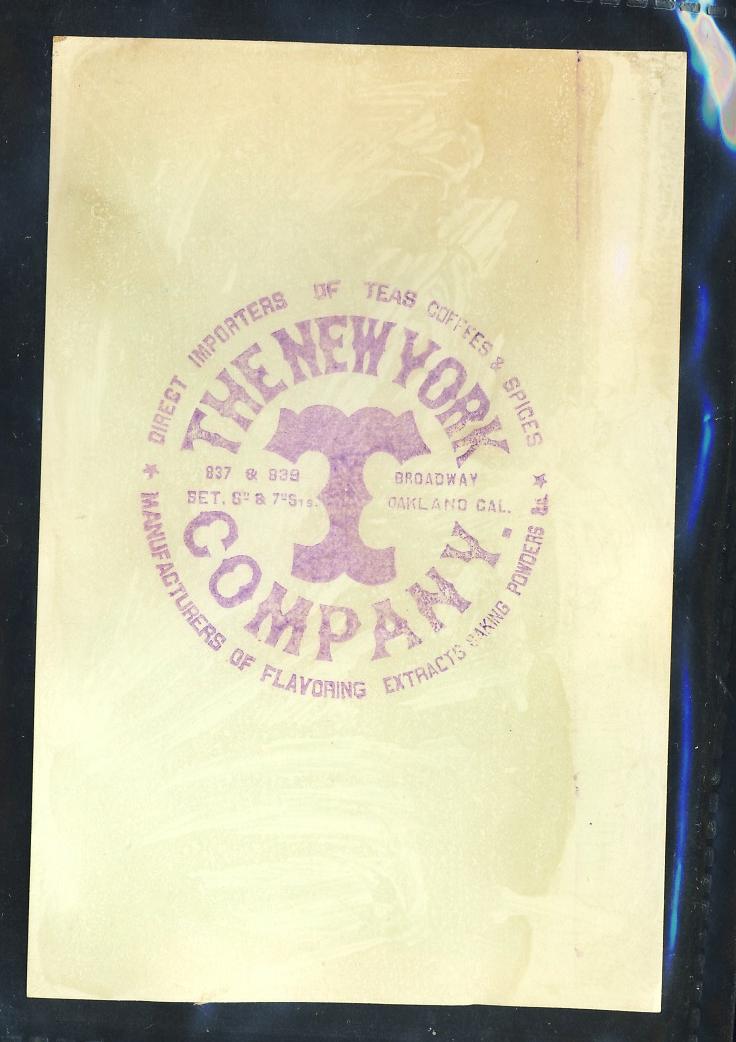 DIRECT IMPORTERS OF TEAS COFFEES & SPICES
THE NEW YORK
T
837 & 839 BROADWAY
BET. 6TH & 7TH STS. OAKLAND CAL.
COMPANY.
MANUFACTURERS OF FLAVORING EXTRACTS BAKING POWDERS &c.